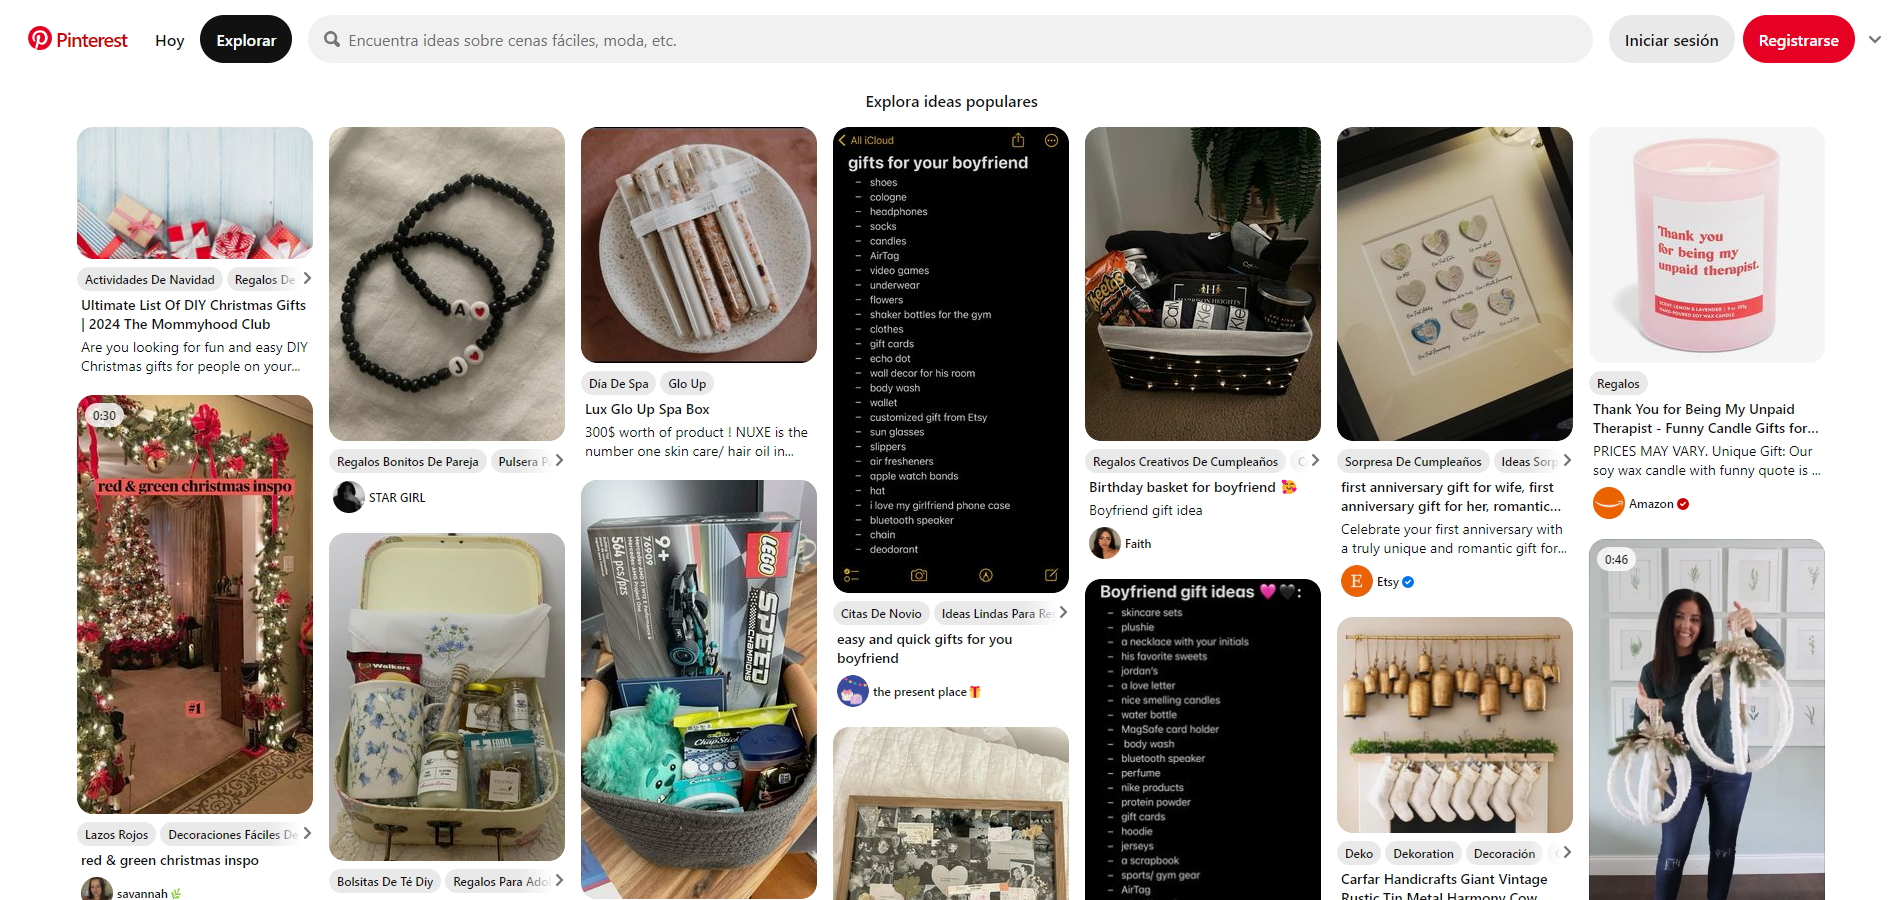 Pinterest
Hoy
Explorar
Encuentra ideas sobre cenas fáciles, moda, etc.
Iniciar sesión
Registrarse
Explora ideas populares
Actividades De Navidad
Regalos De
Ultimate List Of DIY Christmas Gifts
| 2024 The Mommyhood Club
Are you looking for fun and easy DIY
Christmas gifts for people on your...
0:30
red & green christmas inspo
#1
Lazos Rojos
Decoraciones Fáciles De
red & green christmas inspo
savannah
A
J
Regalos Bonitos De Pareja
Pulsera P
STAR GIRL
Walkers
Bolsitas De Té Diy
Regalos Para Ado
Día De Spa
Glo Up
Lux Glo Up Spa Box
300$ worth of product ! NUXE is the
number one skin care/ hair oil in...
9+
76909
564 pcs/pzs
LEGO
SPEED
CHAMPIONS
ChapStick
All iCloud
gifts for your boyfriend
– shoes
– cologne
– headphones
– socks
– candles
– AirTag
– video games
– underwear
– flowers
– shaker bottles for the gym
– clothes
– gift cards
– echo dot
– wall decor for his room
– body wash
– wallet
– customized gift from Etsy
– sun glasses
– slippers
– air fresheners
– apple watch bands
– hat
– i love my girlfriend phone case
– bluetooth speaker
– chain
– deodorant
Citas De Novio
Ideas Lindas Para Re
easy and quick gifts for you
boyfriend
the present place
Cheetos
Regalos Creativos De Cumpleaños
Birthday basket for boyfriend
Boyfriend gift idea
Faith
Boyfriend gift ideas 🩷🖤:
– skincare sets
– plushie
– a necklace with your initials
– his favorite sweets
– jordan's
– a love letter
– nice smelling candles
– water bottle
– MagSafe card holder
– body wash
– bluetooth speaker
– perfume
– nike products
– protein powder
– gift cards
– hoodie
– jerseys
– a scrapbook
– sports/ gym gear
– AirTag
Sorpresa De Cumpleaños
Ideas Sorp
first anniversary gift for wife, first
anniversary gift for her, romantic...
Celebrate your first anniversary with
a truly unique and romantic gift for...
E
Etsy
Deko
Dekoration
Decoración
Carfar Handicrafts Giant Vintage
Rustic Tin Metal Harmony Cow
Thank you
for being my
unpaid therapist.
Regalos
Thank You for Being My Unpaid
Therapist - Funny Candle Gifts for...
PRICES MAY VARY. Unique Gift: Our
soy wax candle with funny quote is ...
Amazon
0:46